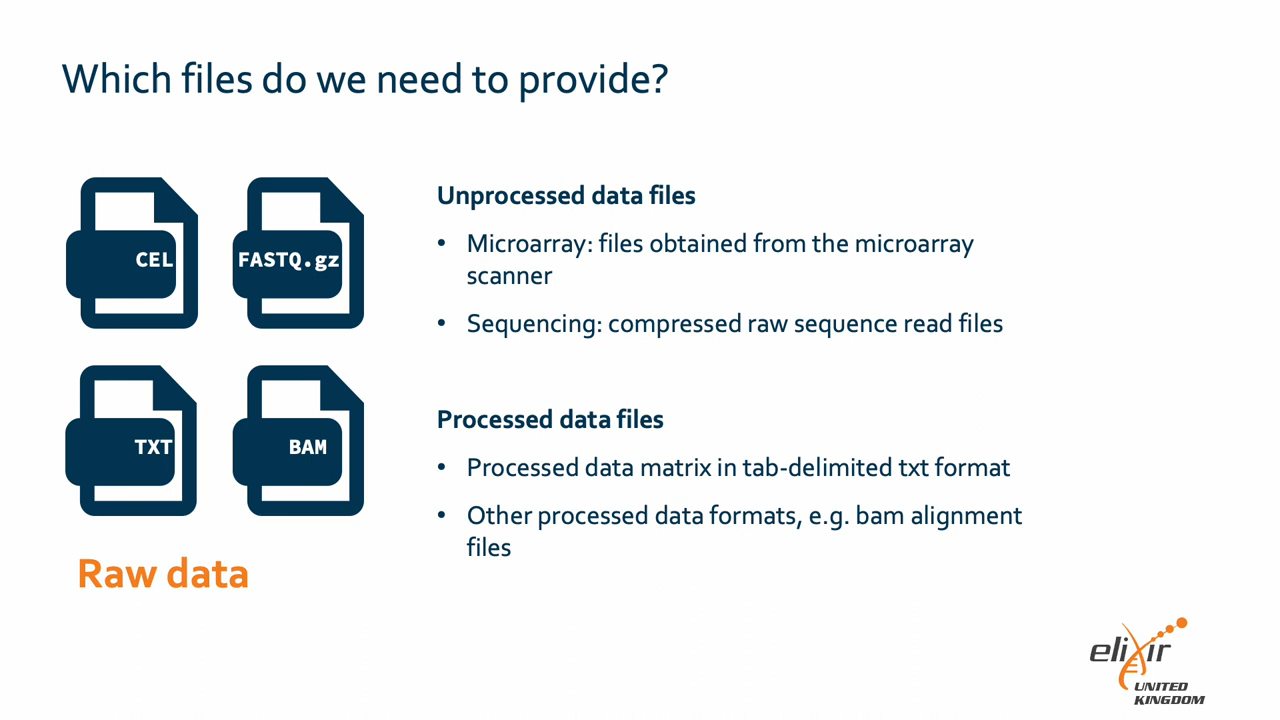 Which files do we need to provide?
CEL
FASTQ.gz
TXT
BAM
Raw data
Unprocessed data files
• Microarray: files obtained from the microarray
scanner
• Sequencing: compressed raw sequence read files
Processed data files
• Processed data matrix in tab-delimited txt format
• Other processed data formats, e.g. bam alignment
files
elixir
UNITED
KINGDOM